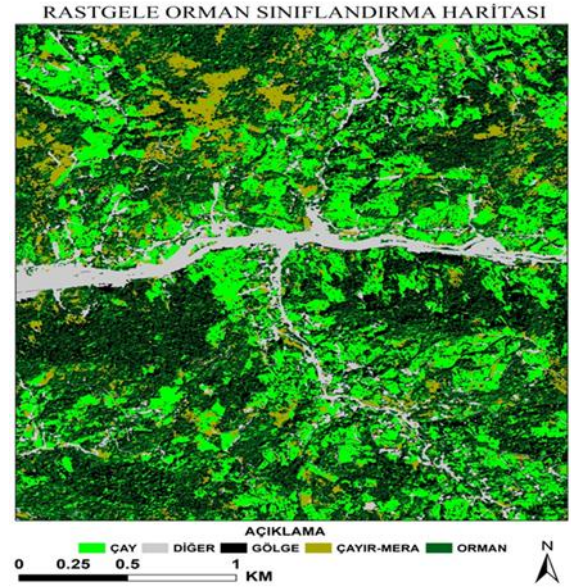 RASTGELE ORMAN SINIFLANDIRMA HARİTASI
AÇIKLAMA
ÇAY DİĞER GÖLGE ÇAYIR-MERA ORMAN
0 0.25 0.5 1
KM
N